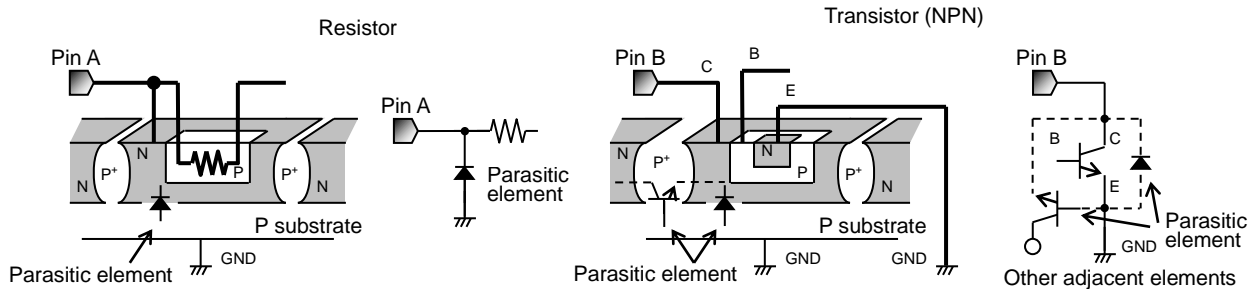 Resistor
Transistor (NPN)
Pin A
Pin A
N
N
P+
P
P+
N
Parasitic element
P substrate
GND
Parasitic element
Pin B
C
B
E
N
N
P+
N
P
P+
N
P substrate
GND
GND
Parasitic element
Pin B
B
C
E
Parasitic element
GND
Other adjacent elements